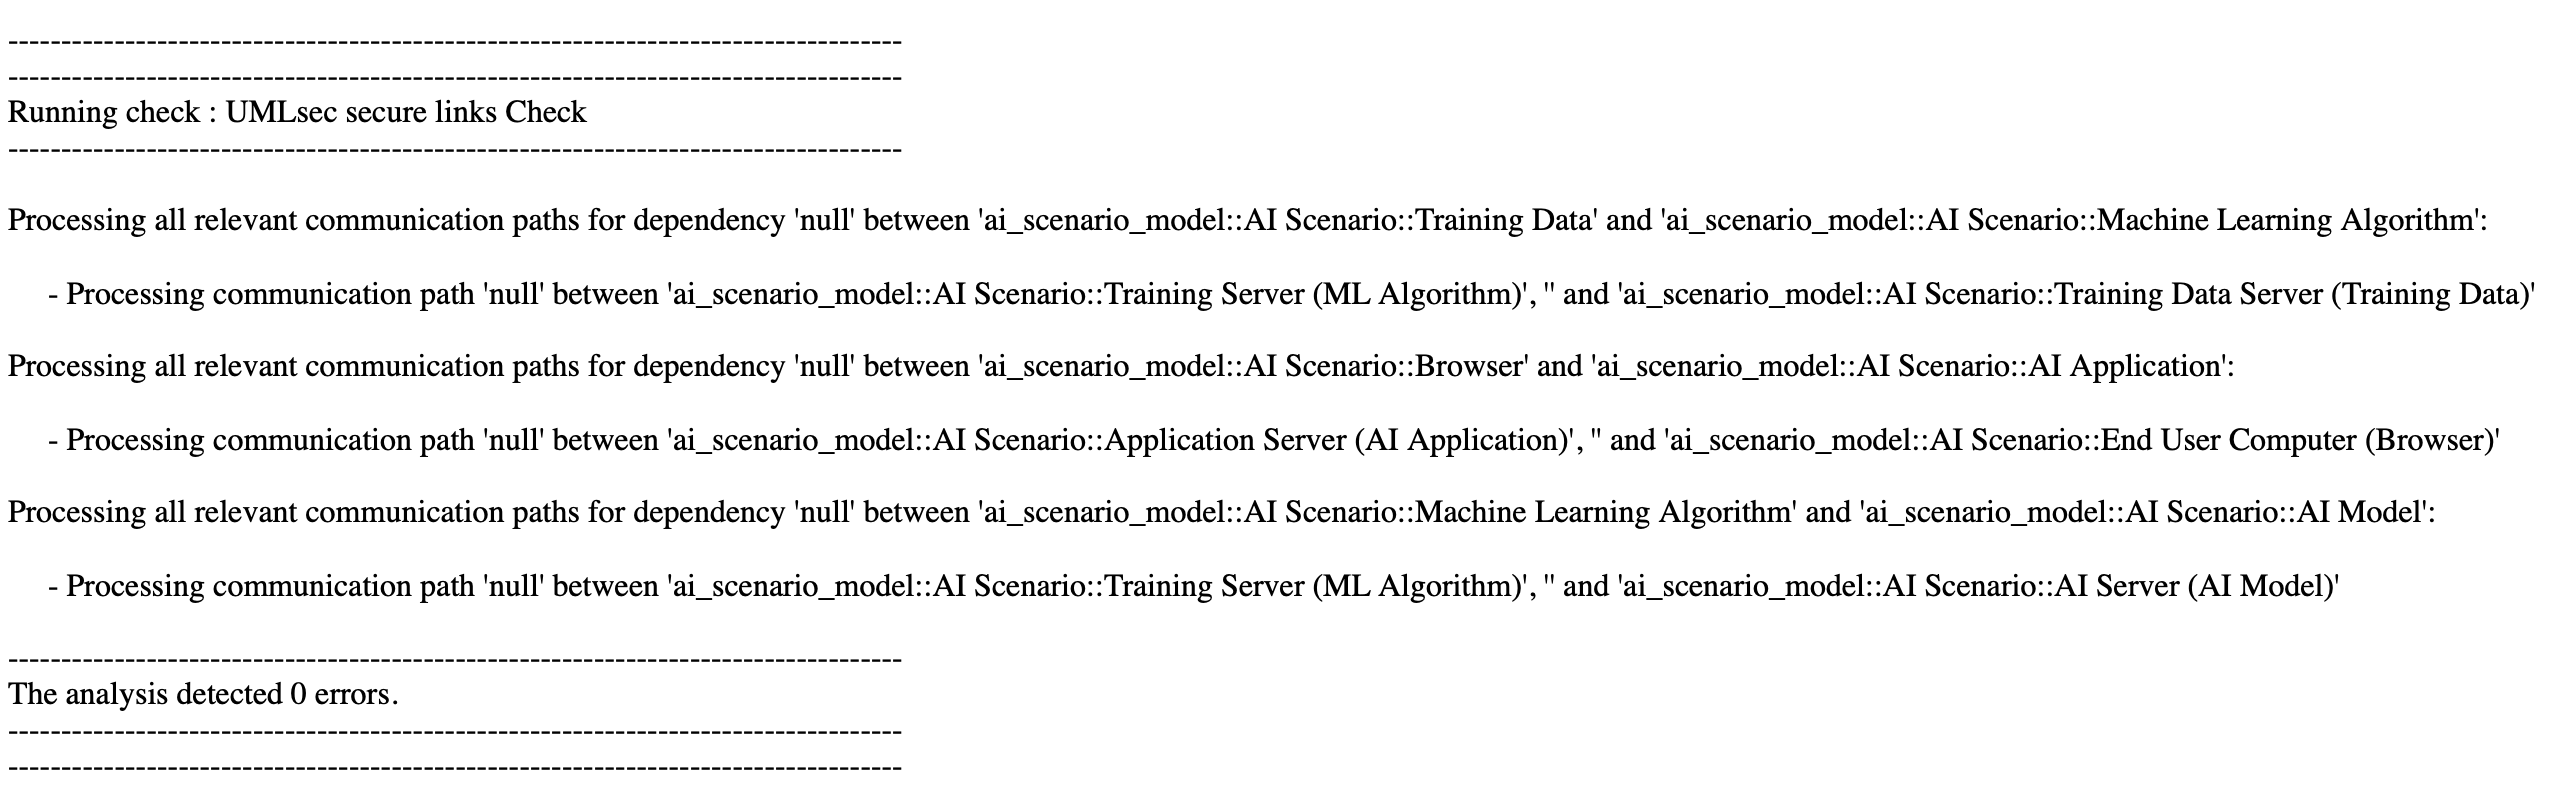 -------------------------------------------------------------------------------------
-------------------------------------------------------------------------------------
Running check : UMLsec secure links Check
-------------------------------------------------------------------------------------
Processing all relevant communication paths for dependency 'null' between 'ai_scenario_model::AI Scenario::Training Data' and 'ai_scenario_model::AI Scenario::Machine Learning Algorithm':
- Processing communication path 'null' between 'ai_scenario_model::AI Scenario::Training Server (ML Algorithm)', '' and 'ai_scenario_model::AI Scenario::Training Data Server (Training Data)'
Processing all relevant communication paths for dependency 'null' between 'ai_scenario_model::AI Scenario::Browser' and 'ai_scenario_model::AI Scenario::AI Application':
- Processing communication path 'null' between 'ai_scenario_model::AI Scenario::Application Server (AI Application)', '' and 'ai_scenario_model::AI Scenario::End User Computer (Browser)'
Processing all relevant communication paths for dependency 'null' between 'ai_scenario_model::AI Scenario::Machine Learning Algorithm' and 'ai_scenario_model::AI Scenario::AI Model':
- Processing communication path 'null' between 'ai_scenario_model::AI Scenario::Training Server (ML Algorithm)', '' and 'ai_scenario_model::AI Scenario::AI Server (AI Model)'
-------------------------------------------------------------------------------------
The analysis detected 0 errors.
-------------------------------------------------------------------------------------
-------------------------------------------------------------------------------------